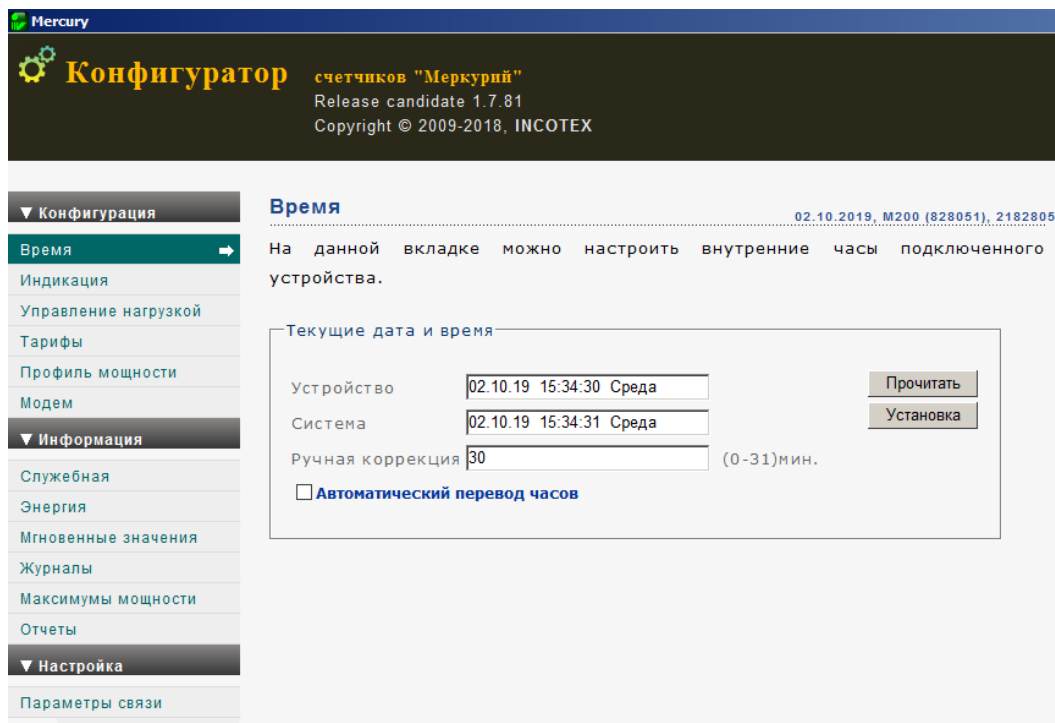 Mercury
Конфигуратор
счетчиков "Меркурий"
Release candidate 1.7.81
Copyright © 2009-2018, INCOTEX
▼ Конфигурация
Время
Индикация
Управление нагрузкой
Тарифы
Профиль мощности
Модем
▼ Информация
Служебная
Энергия
Мгновенные значения
Журналы
Максимумы мощности
Отчеты
▼ Настройка
Параметры связи
Время
02.10.2019, M200 (828051), 2182805
На данной вкладке можно настроить внутренние часы подключенного
устройства.
Текущие дата и время
Устройство 02.10.19 15:34:30 Среда Прочитать
Система 02.10.19 15:34:31 Среда Установка
Ручная коррекция 30 (0-31)мин.
Автоматический перевод часов